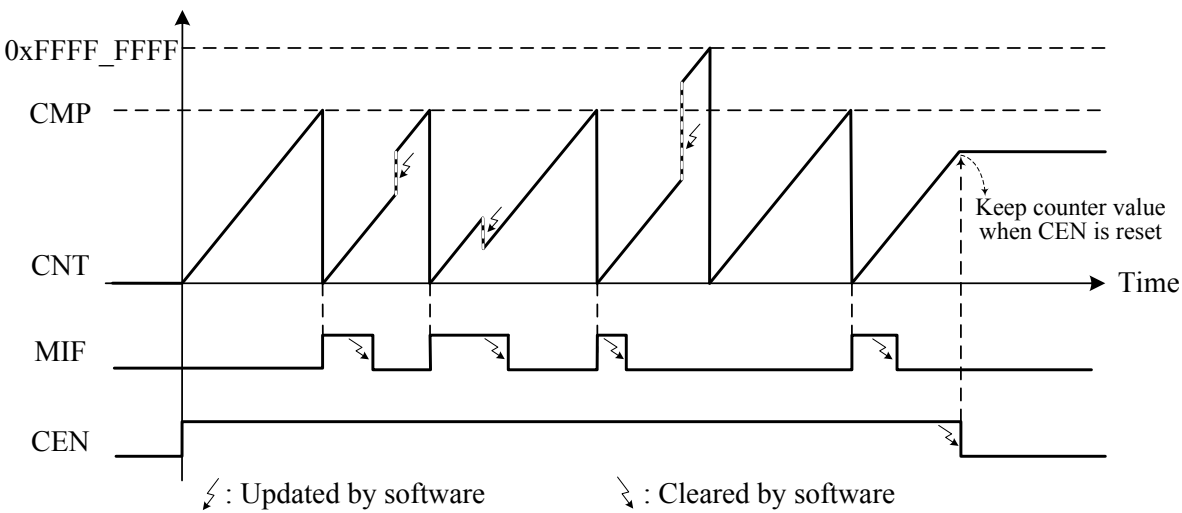 0xFFFF_FFFF
CMP
Keep counter value
when CEN is reset
CNT
Time
MIF
CEN
: Updated by software
: Cleared by software